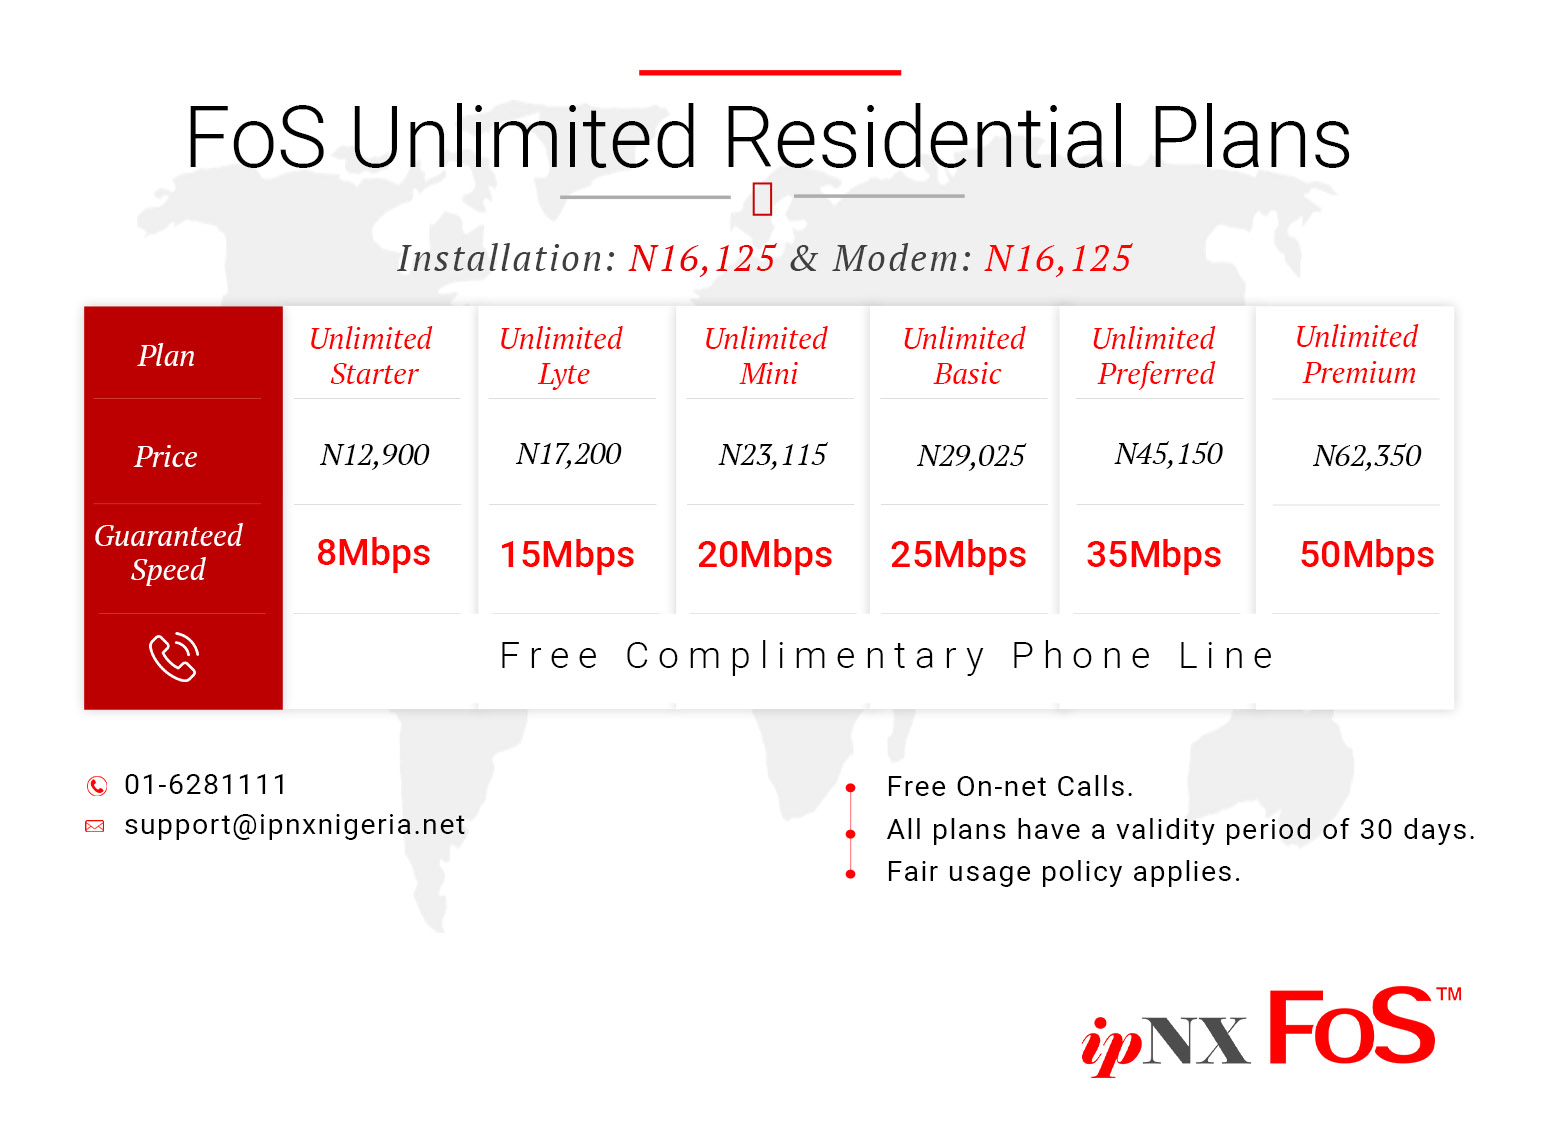 FoS Unlimited Residential Plans
Installation: N16,125 & Modem: N16,125
Plan
Unlimited Starter
Unlimited Lyte
Unlimited Mini
Unlimited Basic
Unlimited Preferred
Unlimited Premium
Price
N12,900
N17,200
N23,115
N29,025
N45,150
N62,350
Guaranteed Speed
8Mbps
15Mbps
20Mbps
25Mbps
35Mbps
50Mbps
Free Complimentary Phone Line
01-6281111
support@ipnxnigeria.net
Free On-net Calls.
All plans have a validity period of 30 days.
Fair usage policy applies.
ipNX FoS™